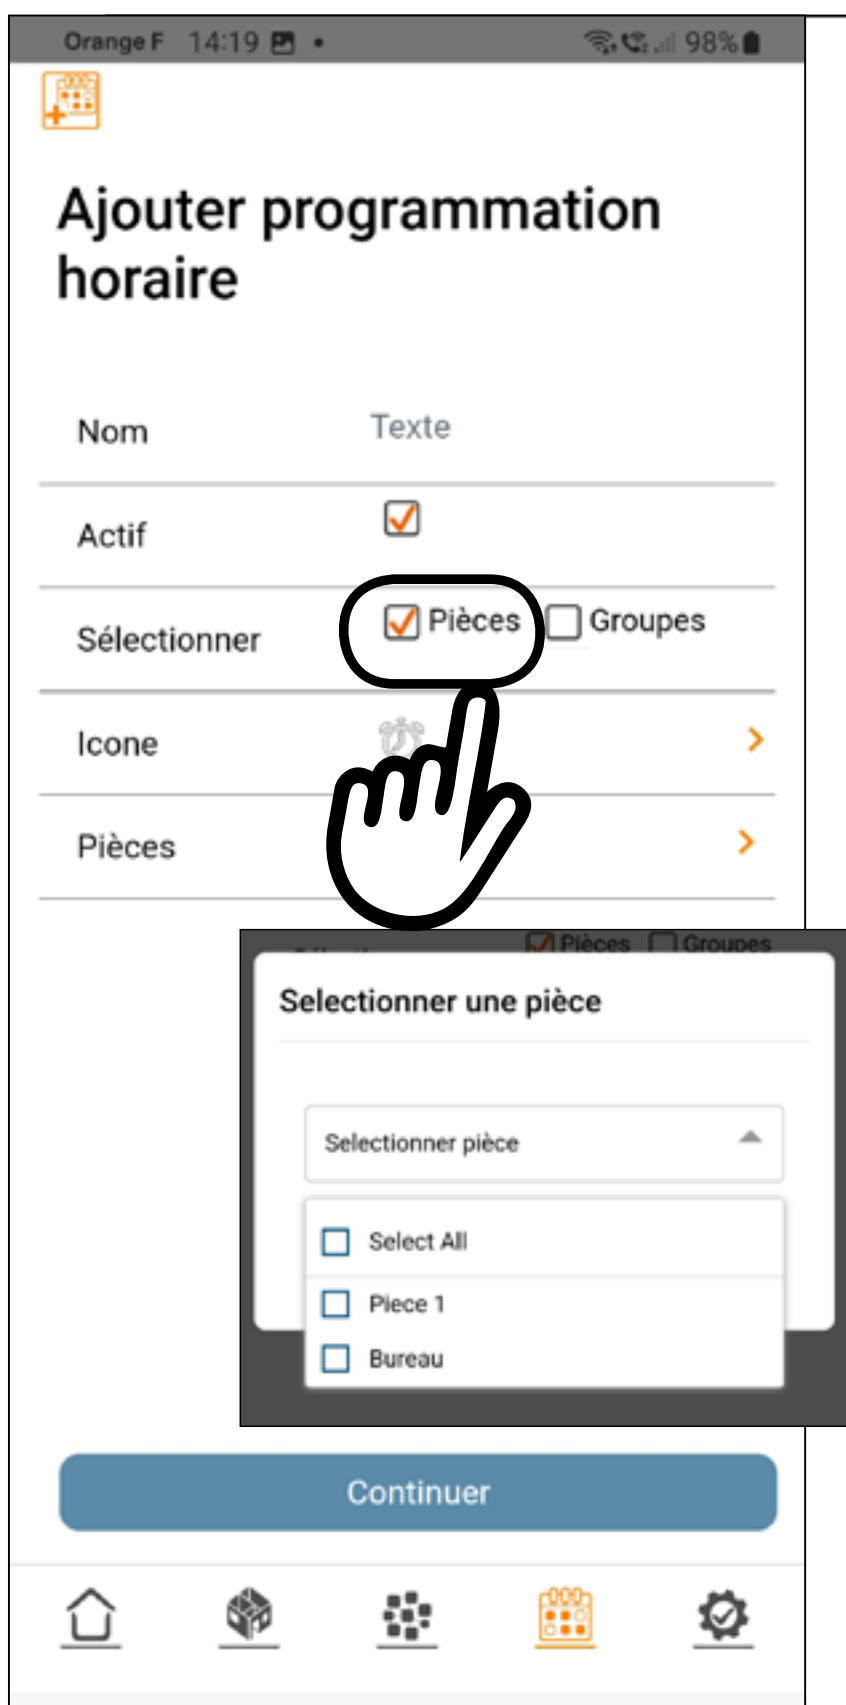 Orange F 14:19 98%
Ajouter programmation
horaire
Nom Texte
Actif
Sélectionner Pièces Groupes
Icone
Pièces
Pièces Groupes
Selectionner une pièce
Selectionner pièce
Select All
Piece 1
Bureau
Continuer